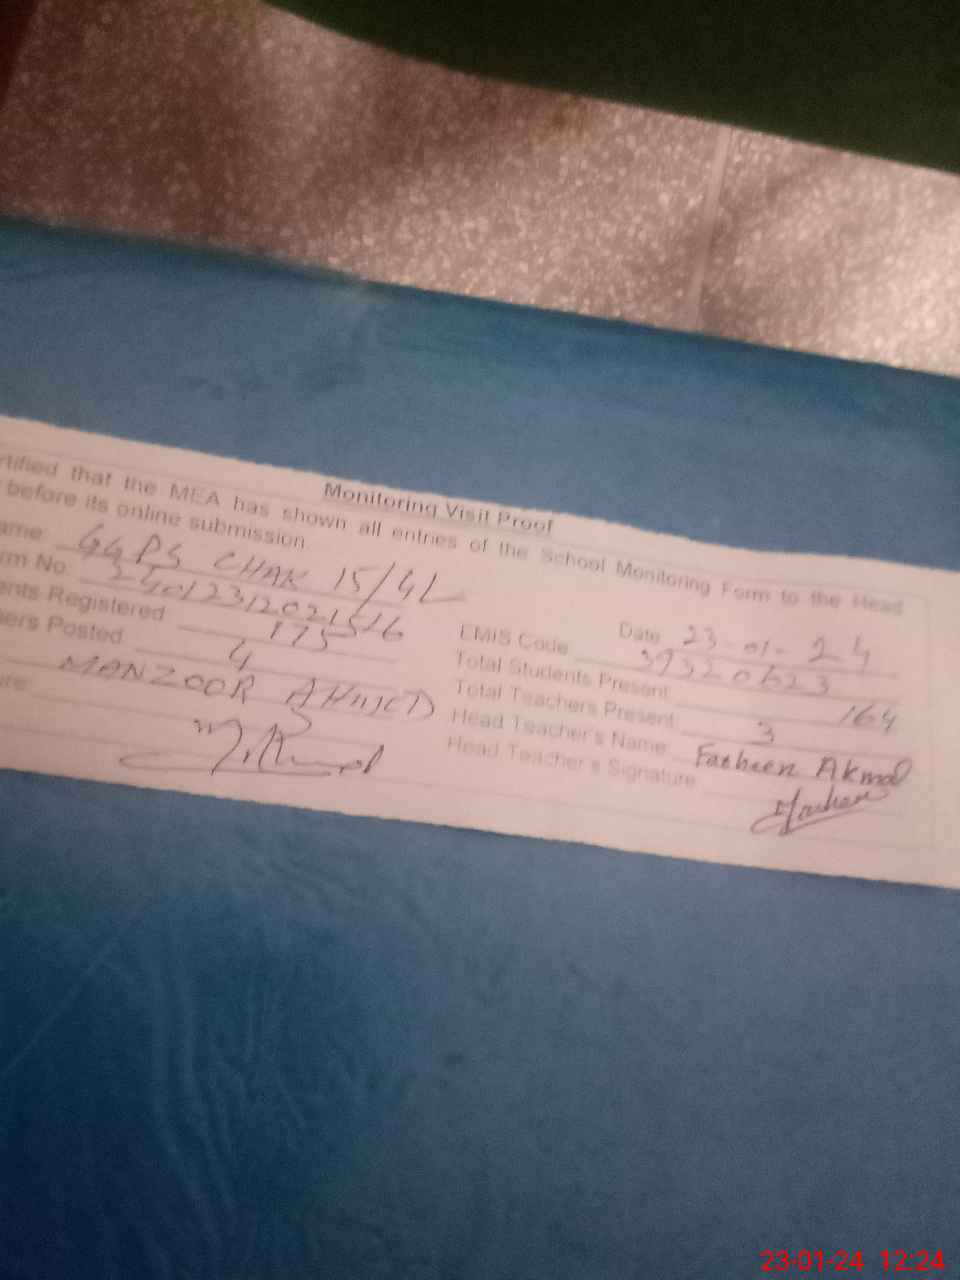 Monitoring Visit Proof
rtified that the MEA has shown all entries of the School Monitoring Form to the Head
before its online submission.
ame GGPS CHAK 15/4L
Date 23-01-24
rm No.
EMIS Code 39320623
ents Registered 175
Total Students Present 164
ers Posted 4
Total Teachers Present 3
MANZOOR AHMED
Head Teacher's Name Farheen Akmal
ure
Head Teacher's Signature
23-01-24 12:24